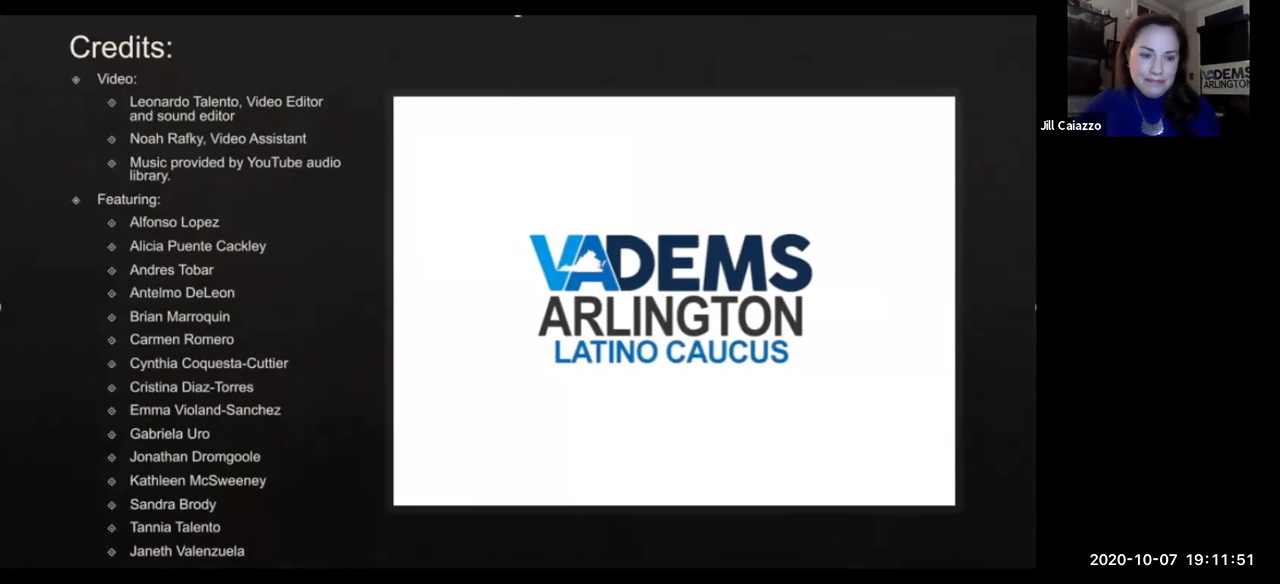 Credits:
Video:
Leonardo Talento, Video Editor
and sound editor
Noah Rafky, Video Assistant
Music provided by YouTube audio
library.
Featuring:
Alfonso Lopez
Alicia Puente Cackley
Andres Tobar
Antelmo DeLeon
Brian Marroquin
Carmen Romero
Cynthia Coquesta-Cuttier
Cristina Diaz-Torres
Emma Violand-Sanchez
Gabriela Uro
Jonathan Dromgoole
Kathleen McSweeney
Sandra Brody
Tannia Talento
Janeth Valenzuela
VADEMS
ARLINGTON
LATINO CAUCUS
VADEMS
ARLINGTON
Jill Caiazzo
2020-10-07 19:11:51